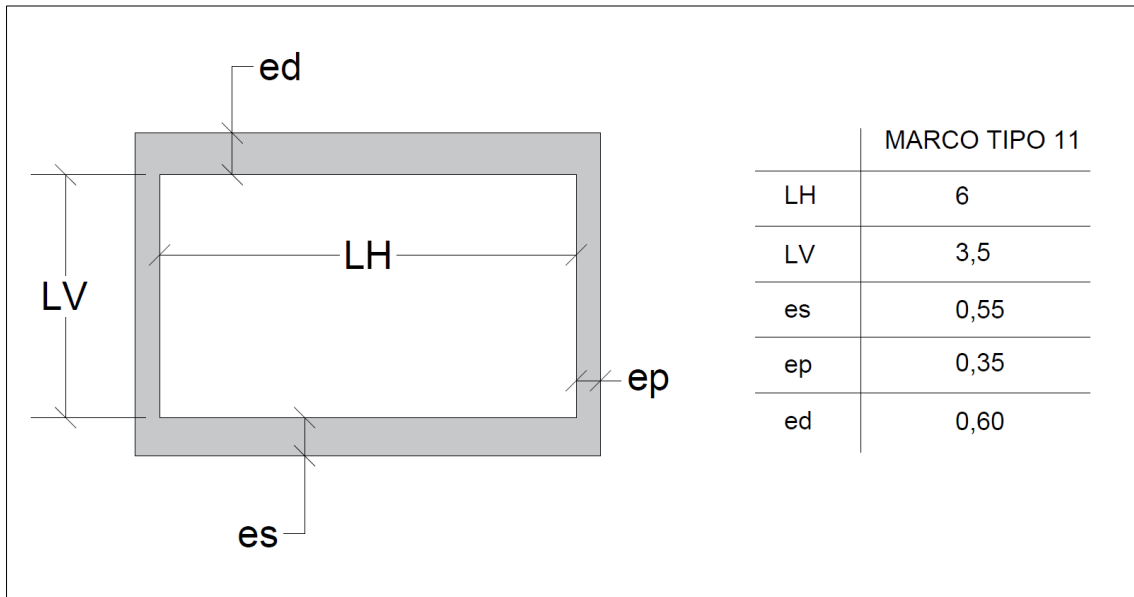 ed
LH
LV
ep
es
MARCO TIPO 11
LH 6
LV 3,5
es 0,55
ep 0,35
ed 0,60